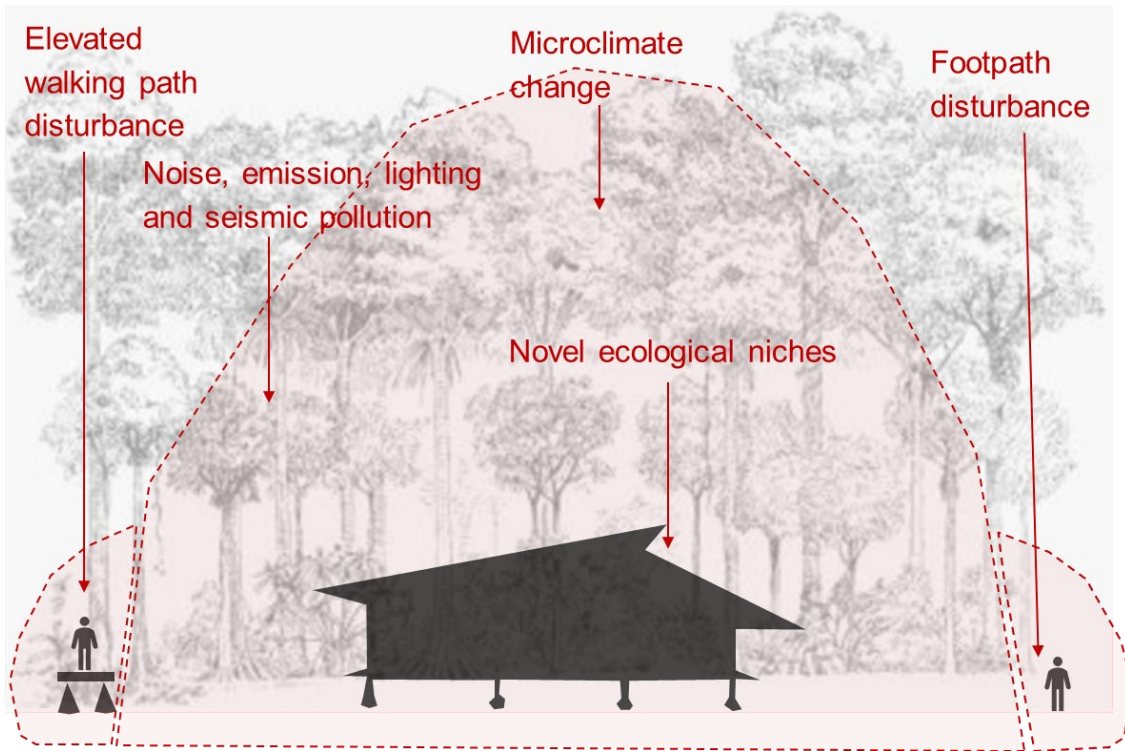 Elevated
walking path
disturbance
Microclimate
change
Footpath
disturbance
Noise, emission, lighting
and seismic pollution
Novel ecological niches